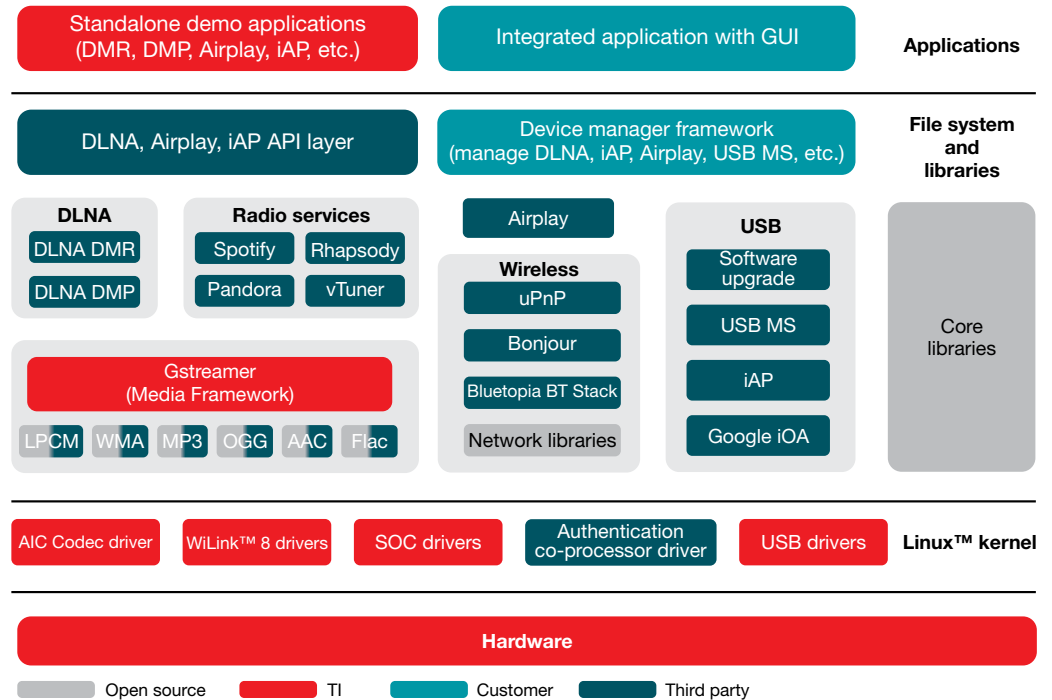 Standalone demo applications
(DMR, DMP, Airplay, iAP, etc.)
Integrated application with GUI
Applications
DLNA, Airplay, iAP API layer
Device manager framework
(manage DLNA, iAP, Airplay, USB MS, etc.)
File system
and
libraries
DLNA
DLNA DMR
DLNA DMP
Radio services
Spotify
Rhapsody
Pandora
vTuner
Airplay
Wireless
uPnP
Bonjour
Bluetopia BT Stack
Network libraries
USB
Software
upgrade
USB MS
iAP
Google iOA
Core
libraries
Gstreamer
(Media Framework)
LPCM
WMA
MP3
OGG
AAC
Flac
AIC Codec driver
WiLink™ 8 drivers
SOC drivers
Authentication
co-processor driver
USB drivers
Linux™ kernel
Hardware
Open source
TI
Customer
Third party